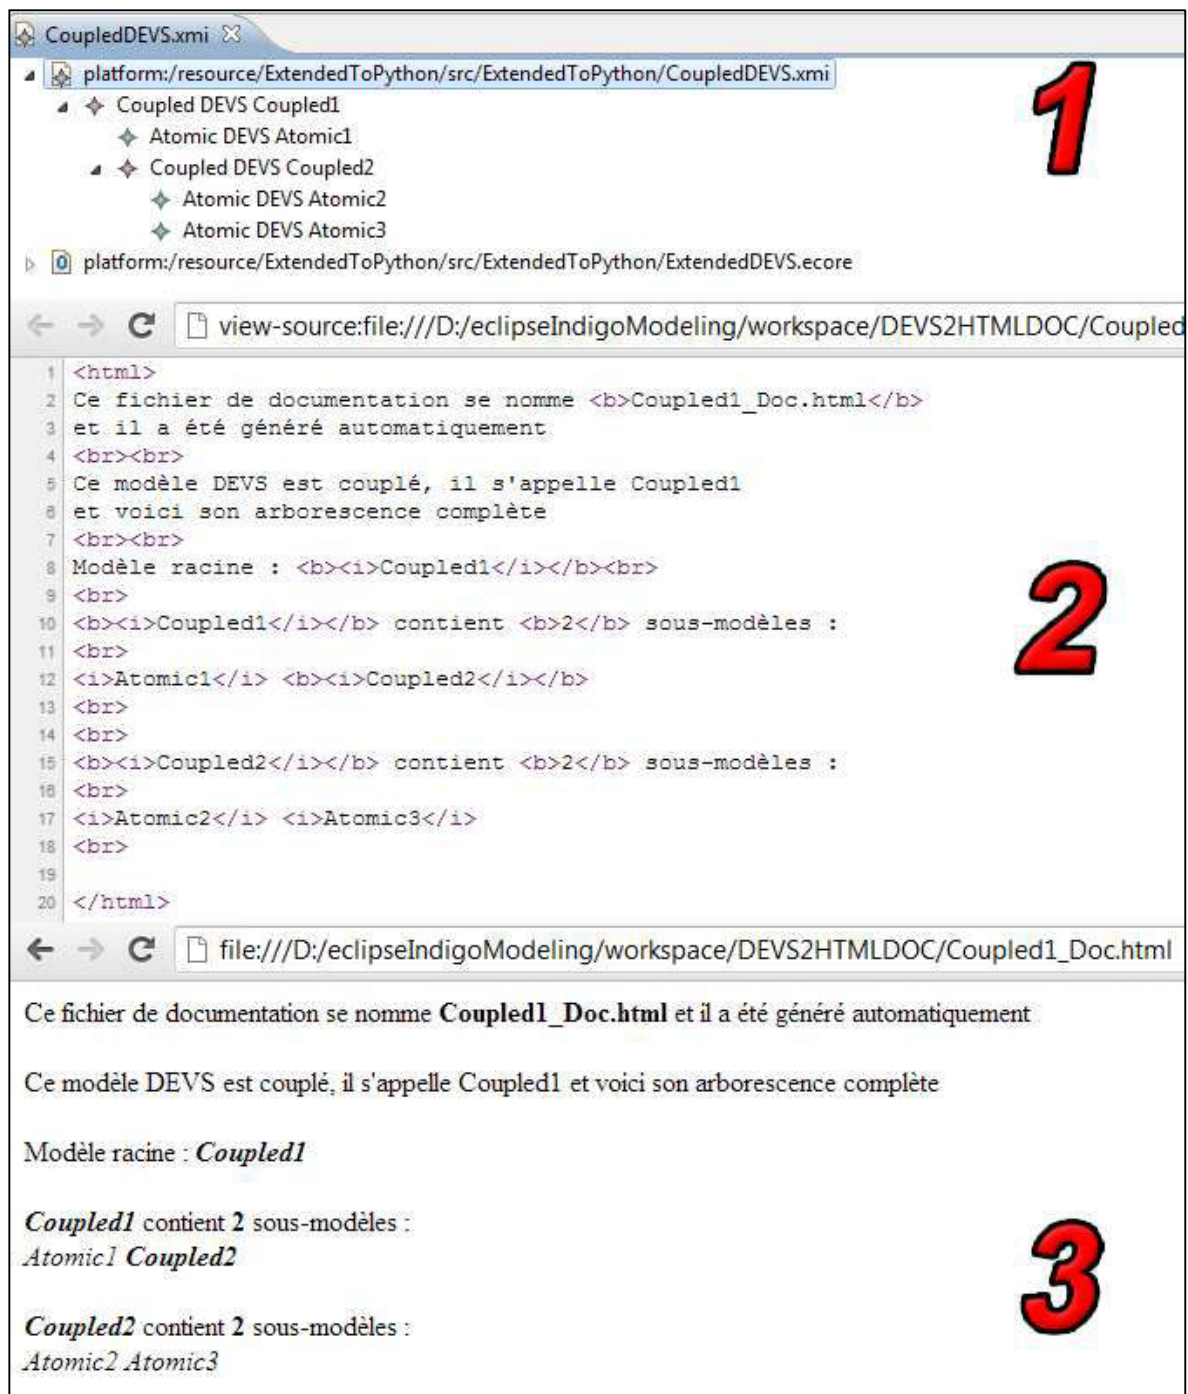 CoupledDEVS.xmi
platform:/resource/ExtendedToPython/src/ExtendedToPython/CoupledDEVS.xmi
Coupled DEVS Coupled1
Atomic DEVS Atomic1
Coupled DEVS Coupled2
Atomic DEVS Atomic2
Atomic DEVS Atomic3
platform:/resource/ExtendedToPython/src/ExtendedToPython/ExtendedDEVS.ecore
1
view-source:file:///D:/eclipseIndigoModeling/workspace/DEVS2HTMLDOC/Coupled
1 <html>
2 Ce fichier de documentation se nomme <b>Coupled1_Doc.html</b>
3 et il a été généré automatiquement
4 <br><br>
5 Ce modèle DEVS est couplé, il s'appelle Coupled1
6 et voici son arborescence complète
7 <br><br>
8 Modèle racine : <b><i>Coupled1</i></b><br>
9 <br>
10 <b><i>Coupled1</i></b> contient <b>2</b> sous-modèles :
11 <br>
12 <i>Atomic1</i> <b><i>Coupled2</i></b>
13 <br>
14 <br>
15 <b><i>Coupled2</i></b> contient <b>2</b> sous-modèles :
16 <br>
17 <i>Atomic2</i> <i>Atomic3</i>
18 <br>
19
20 </html>
2
file:///D:/eclipseIndigoModeling/workspace/DEVS2HTMLDOC/Coupled1_Doc.html
Ce fichier de documentation se nomme Coupled1_Doc.html et il a été généré automatiquement
Ce modèle DEVS est couplé, il s'appelle Coupled1 et voici son arborescence complète
Modèle racine : Coupled1
Coupled1 contient 2 sous-modèles :
Atomic1 Coupled2
Coupled2 contient 2 sous-modèles :
Atomic2 Atomic3
3